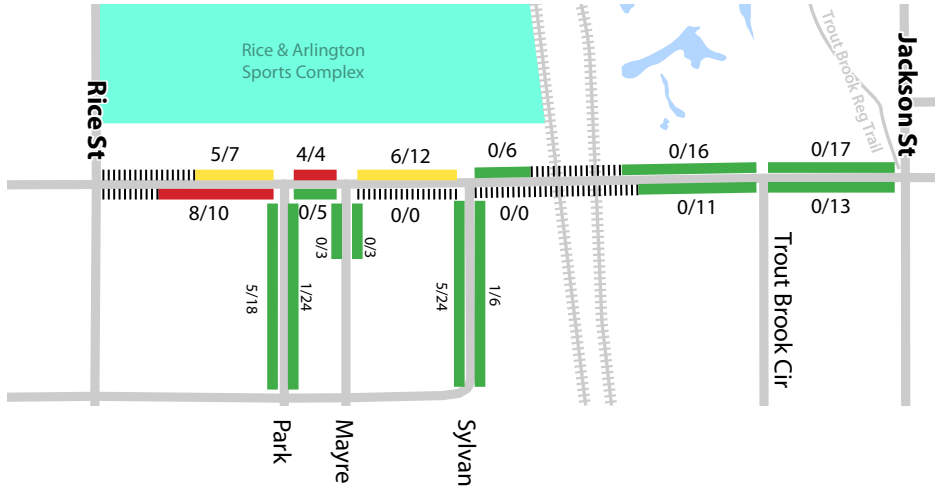 Rice & Arlington
Sports Complex
Rice St
Jackson St
Trout Brook Reg Trail
5/7
4/4
6/12
0/6
0/16
0/17
8/10
0/5
0/0
0/0
0/11
0/13
0/3
0/3
5/18
1/24
5/24
1/6
Trout Brook Cir
Park
Mayre
Sylvan